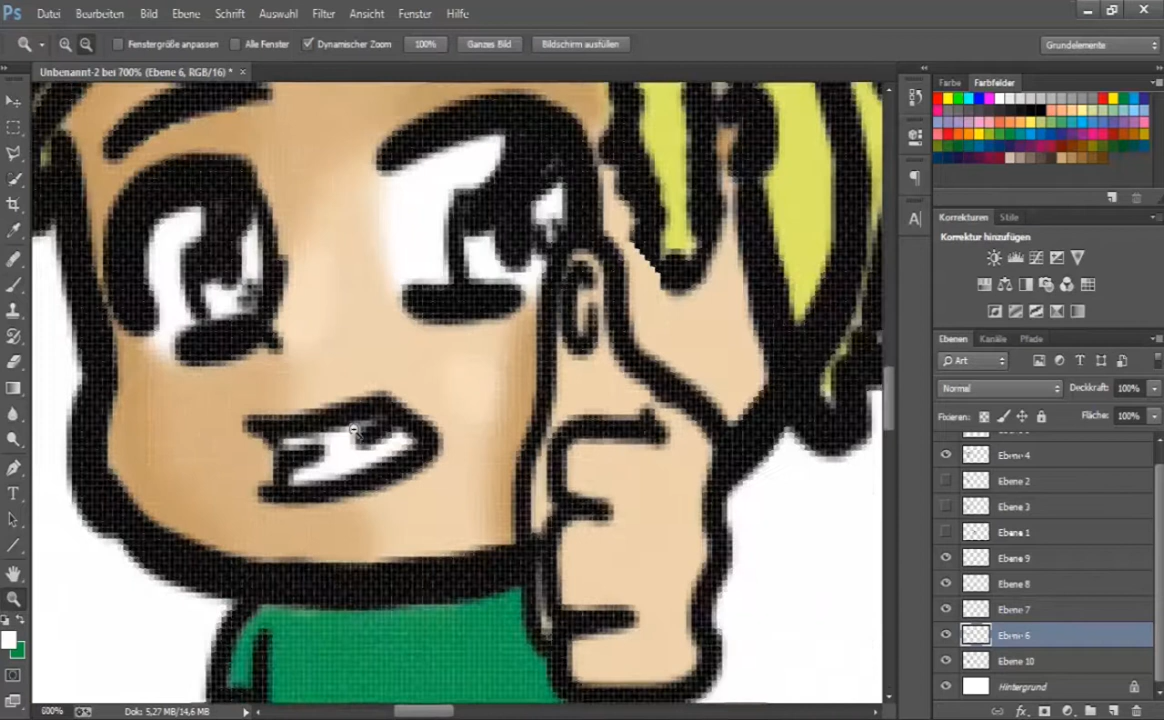 Ps Datei Bearbeiten Bild Ebene Schrift Auswahl Filter Ansicht Fenster Hilfe
Fenstergröße anpassen Alle Fenster Dynamischer Zoom 100% Ganzes Bild Bildschirm ausfüllen Grundelemente
Unbenannt-2 bei 700% (Ebene 6, RGB/16) *
Farbe Farbfelder
Korrekturen Stile
Korrektur hinzufügen
Ebenen Kanäle Pfade
Art
Normal Deckkraft: 100%
Fixieren: Fläche: 100%
Ebene 4
Ebene 2
Ebene 3
Ebene 1
Ebene 9
Ebene 8
Ebene 7
Ebene 6
Ebene 10
Hintergrund
600% Dok: 5,27 MB/14,6 MB